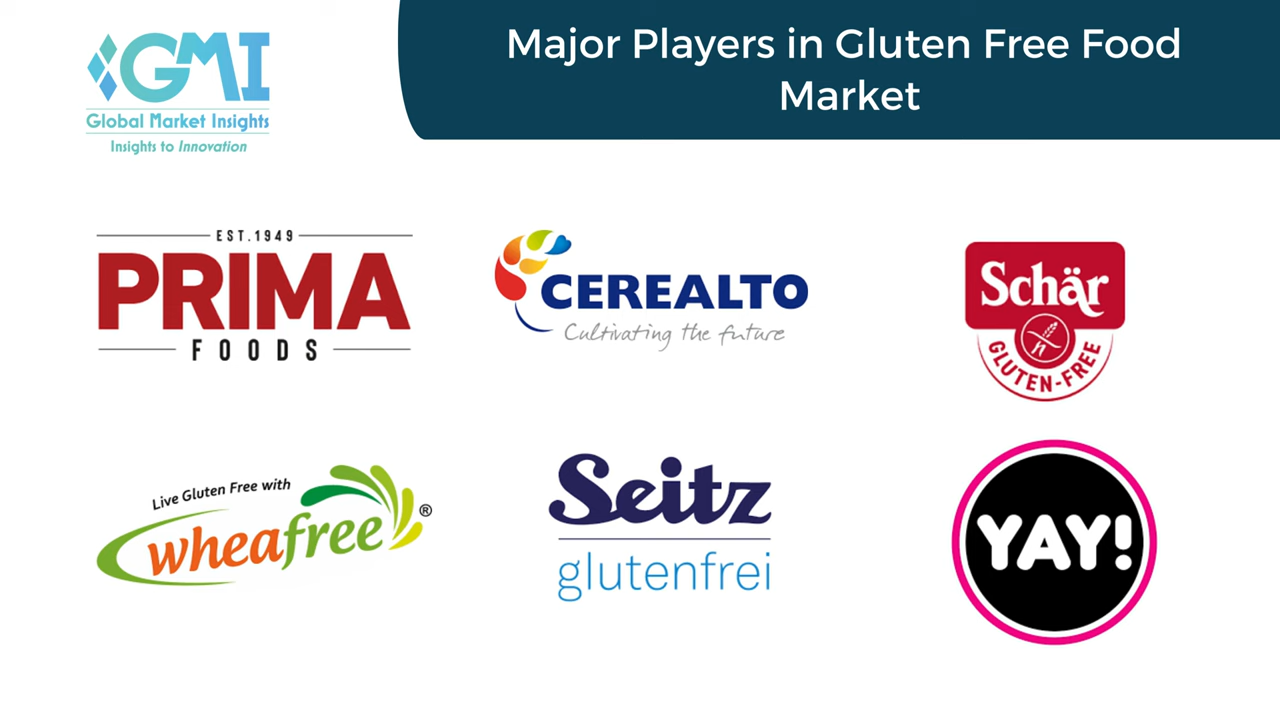 GMI
Global Market Insights
Insights to Innovation
Major Players in Gluten Free Food
Market
EST.1949
PRIMA
FOODS
CEREALTO
Cultivating the future
Schär
GLUTEN-FREE
Live Gluten Free with
wheafree®
Seitz
glutenfrei
YAY!